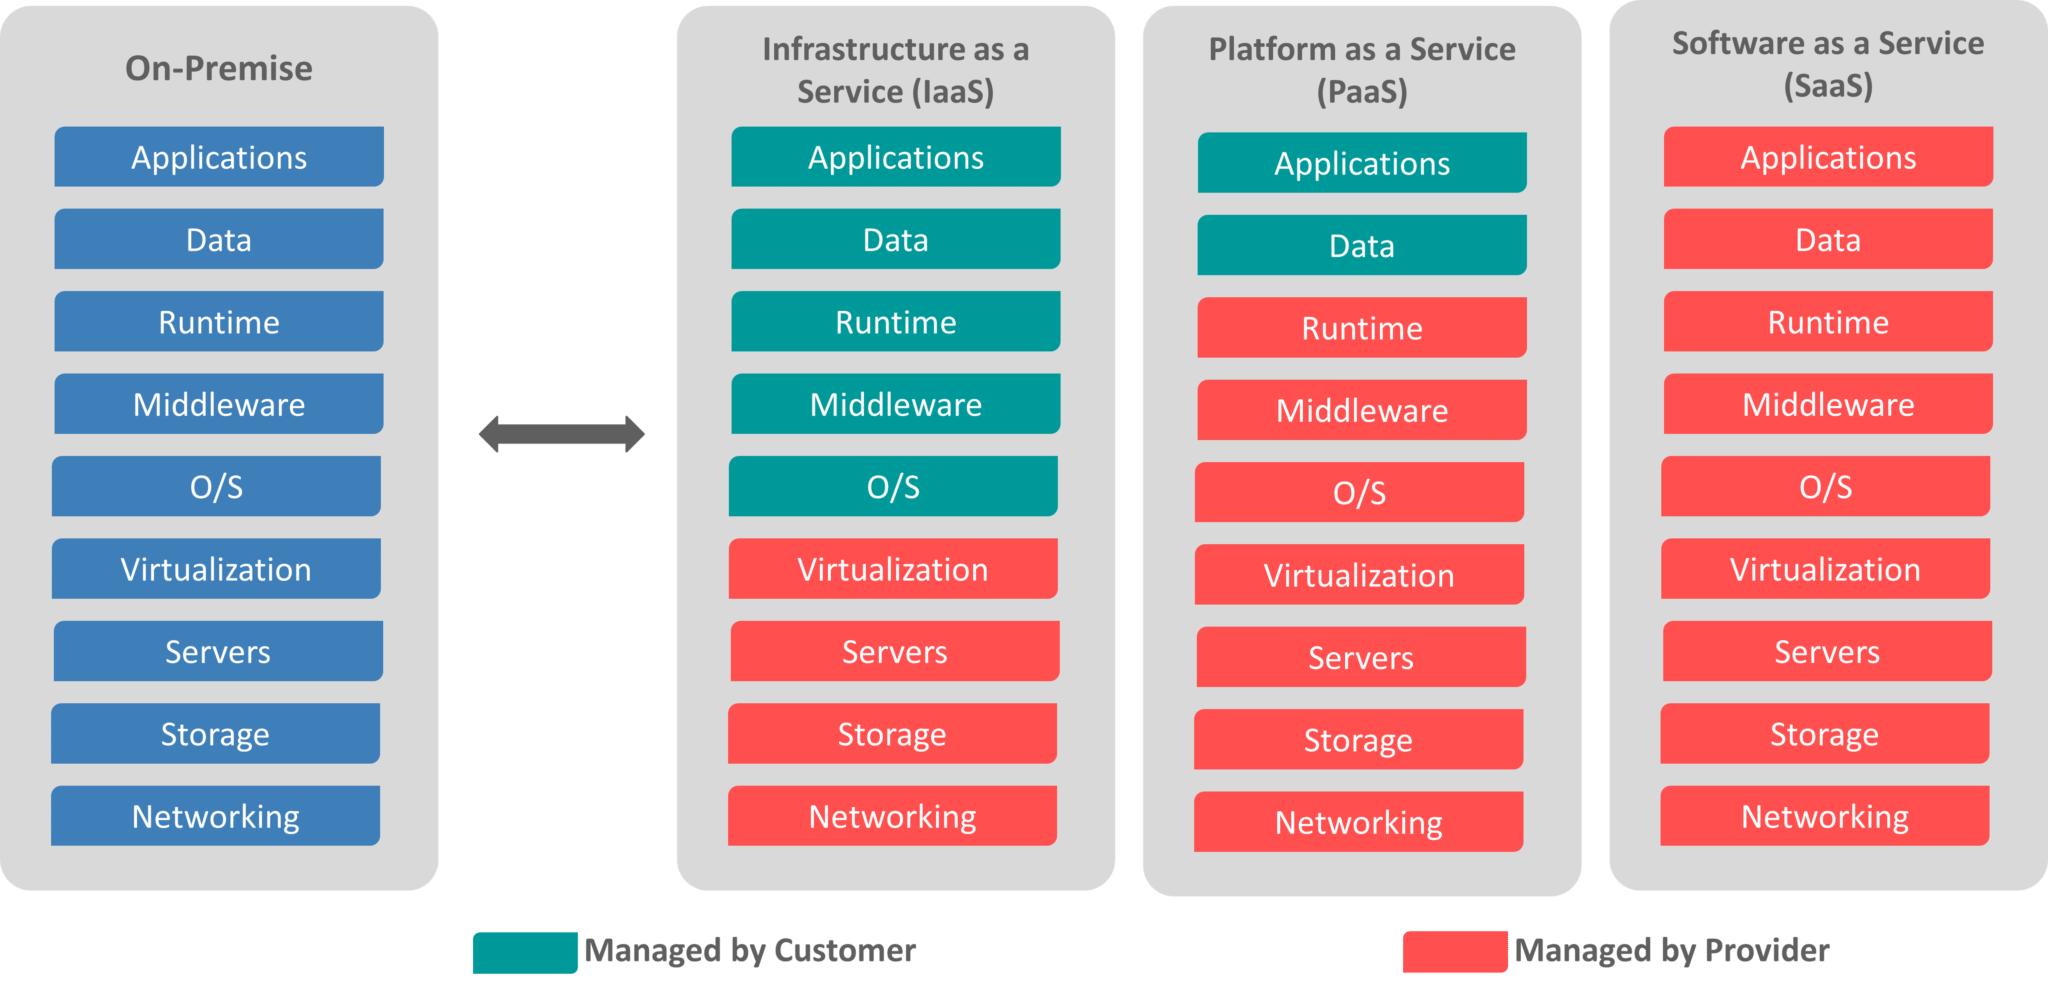 On-Premise
Applications
Data
Runtime
Middleware
O/S
Virtualization
Servers
Storage
Networking
Infrastructure as a
Service (IaaS)
Applications
Data
Runtime
Middleware
O/S
Virtualization
Servers
Storage
Networking
Platform as a Service
(PaaS)
Applications
Data
Runtime
Middleware
O/S
Virtualization
Servers
Storage
Networking
Software as a Service
(SaaS)
Applications
Data
Runtime
Middleware
O/S
Virtualization
Servers
Storage
Networking
Managed by Customer
Managed by Provider